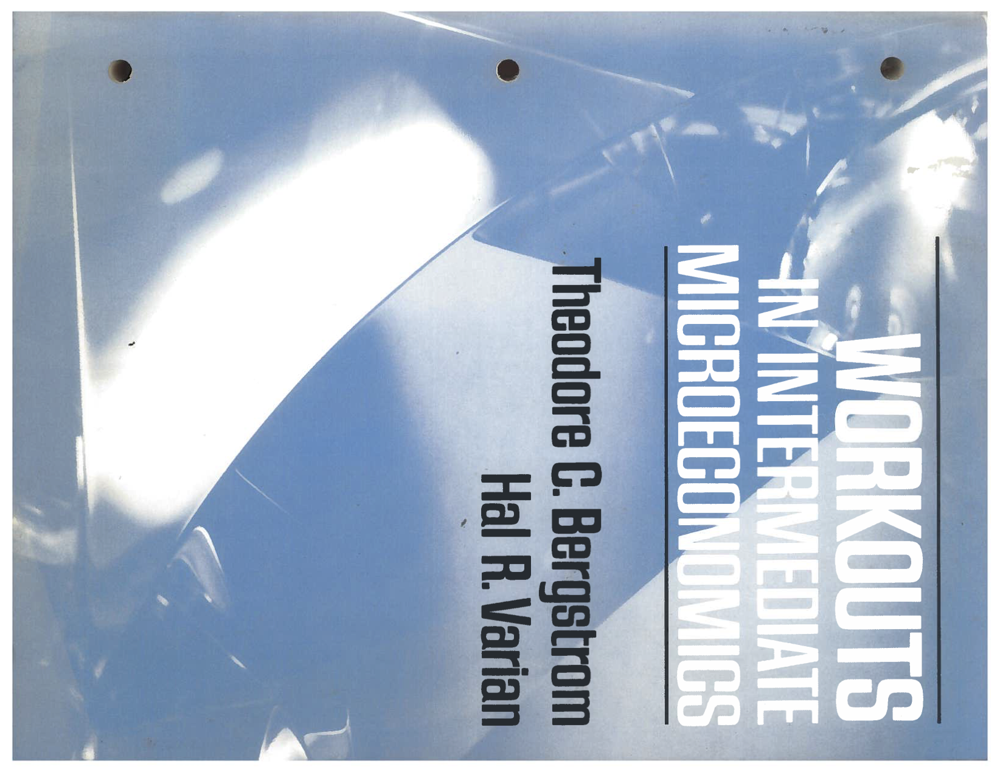 WORKOUTS
IN INTERMEDIATE
MICROECONOMICS
Theodore C. Bergstrom
Hal R. Varian